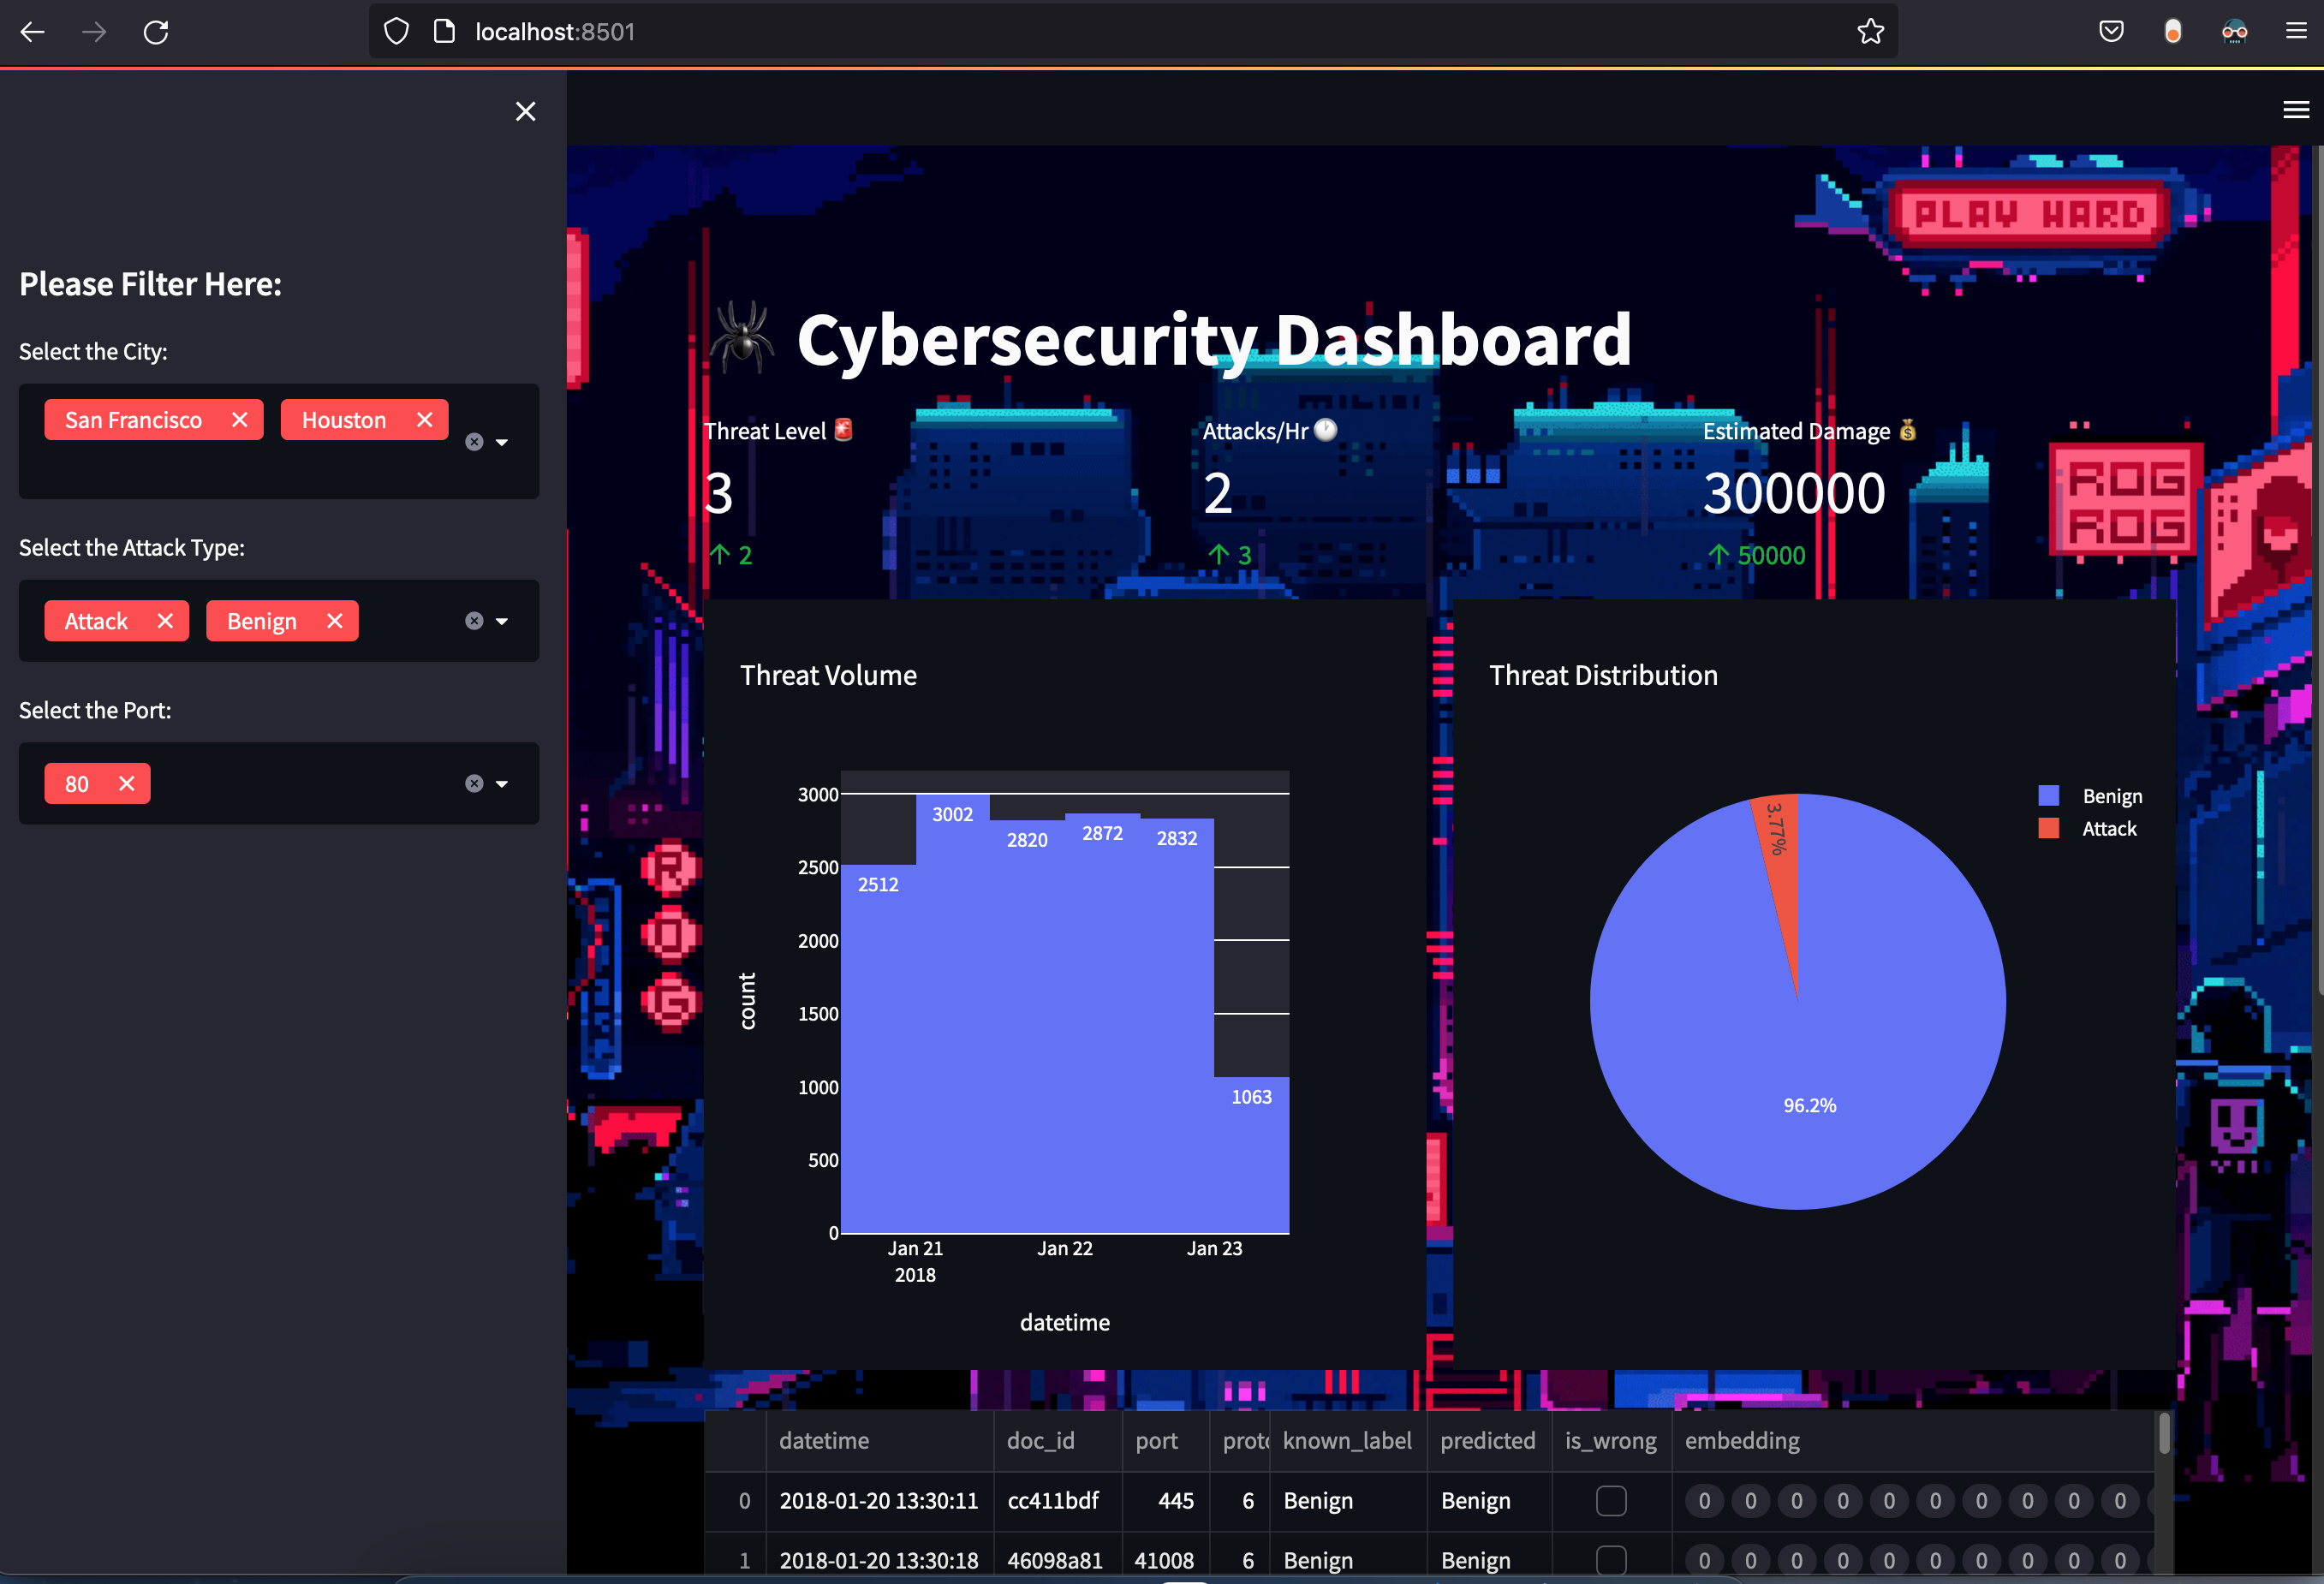 localhost:8501
PLAY HARD
Please Filter Here:
Select the City:
San Francisco
Houston
Select the Attack Type:
Attack
Benign
Select the Port:
80
Cybersecurity Dashboard
Threat Level
3
↑ 2
Attacks/Hr
2
↑ 3
Estimated Damage
300000
↑ 50000
ROG
ROG
R
O
G
Threat Volume
3000
2500
2000
1500
1000
500
0
count
2512
3002
2820
2872
2832
1063
Jan 21
2018
Jan 22
Jan 23
datetime
Threat Distribution
Benign
Attack
3.77%
96.2%
datetime doc_id port proto known_label predicted is_wrong embedding
0 2018-01-20 13:30:11 cc411bdf 445 6 Benign Benign 0 0 0 0 0 0 0 0 0 0
1 2018-01-20 13:30:18 46098a81 41008 6 Benign Benign 0 0 0 0 0 0 0 0 0 0